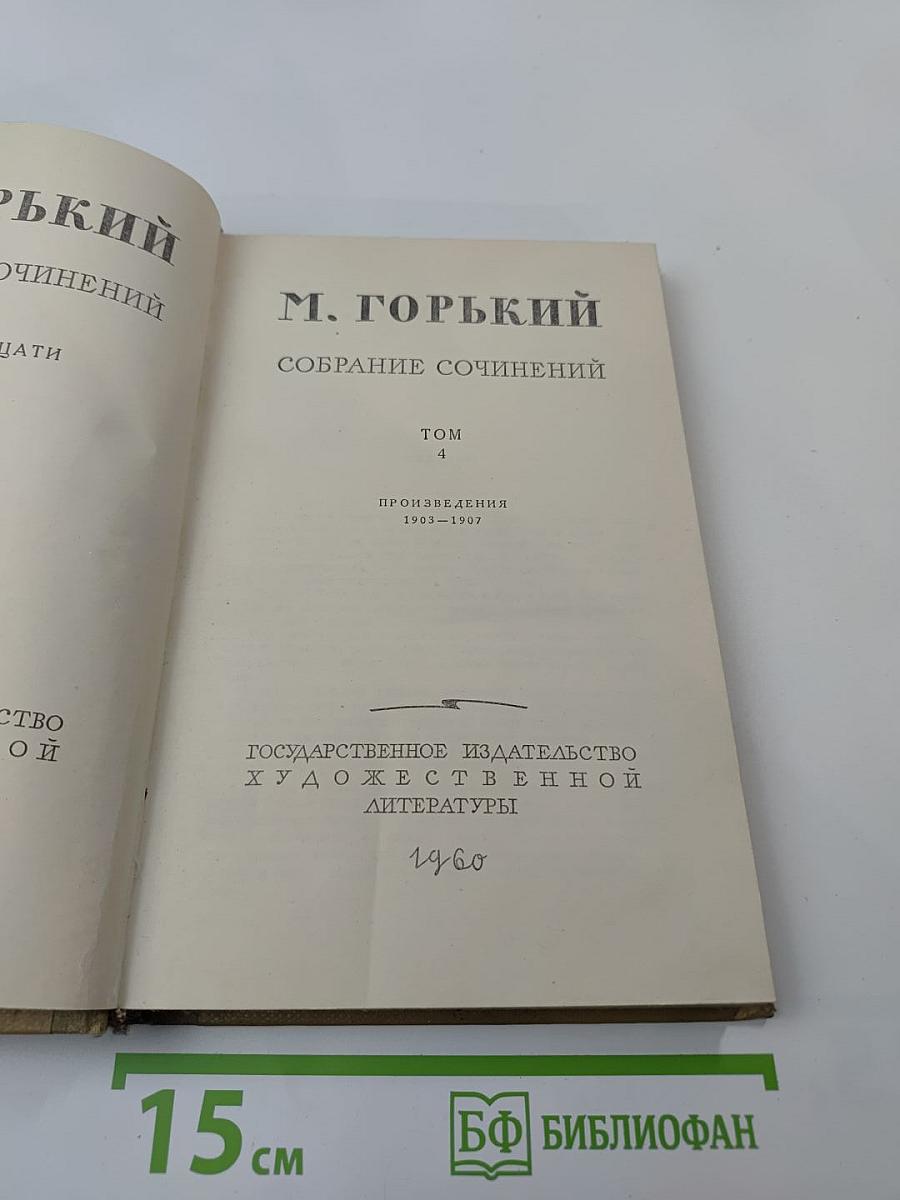 РЬКИЙ
ОЧИНЕНИЙ
ЦАТИ
СТВО
ОЙ
М. ГОРЬКИЙ
СОБРАНИЕ СОЧИНЕНИЙ
ТОМ
4
ПРОИЗВЕДЕНИЯ
1903—1907
ГОСУДАРСТВЕННОЕ ИЗДАТЕЛЬСТВО
ХУДОЖЕСТВЕННОЙ
ЛИТЕРАТУРЫ
1960
15 см
БФ БИБЛИОФАН